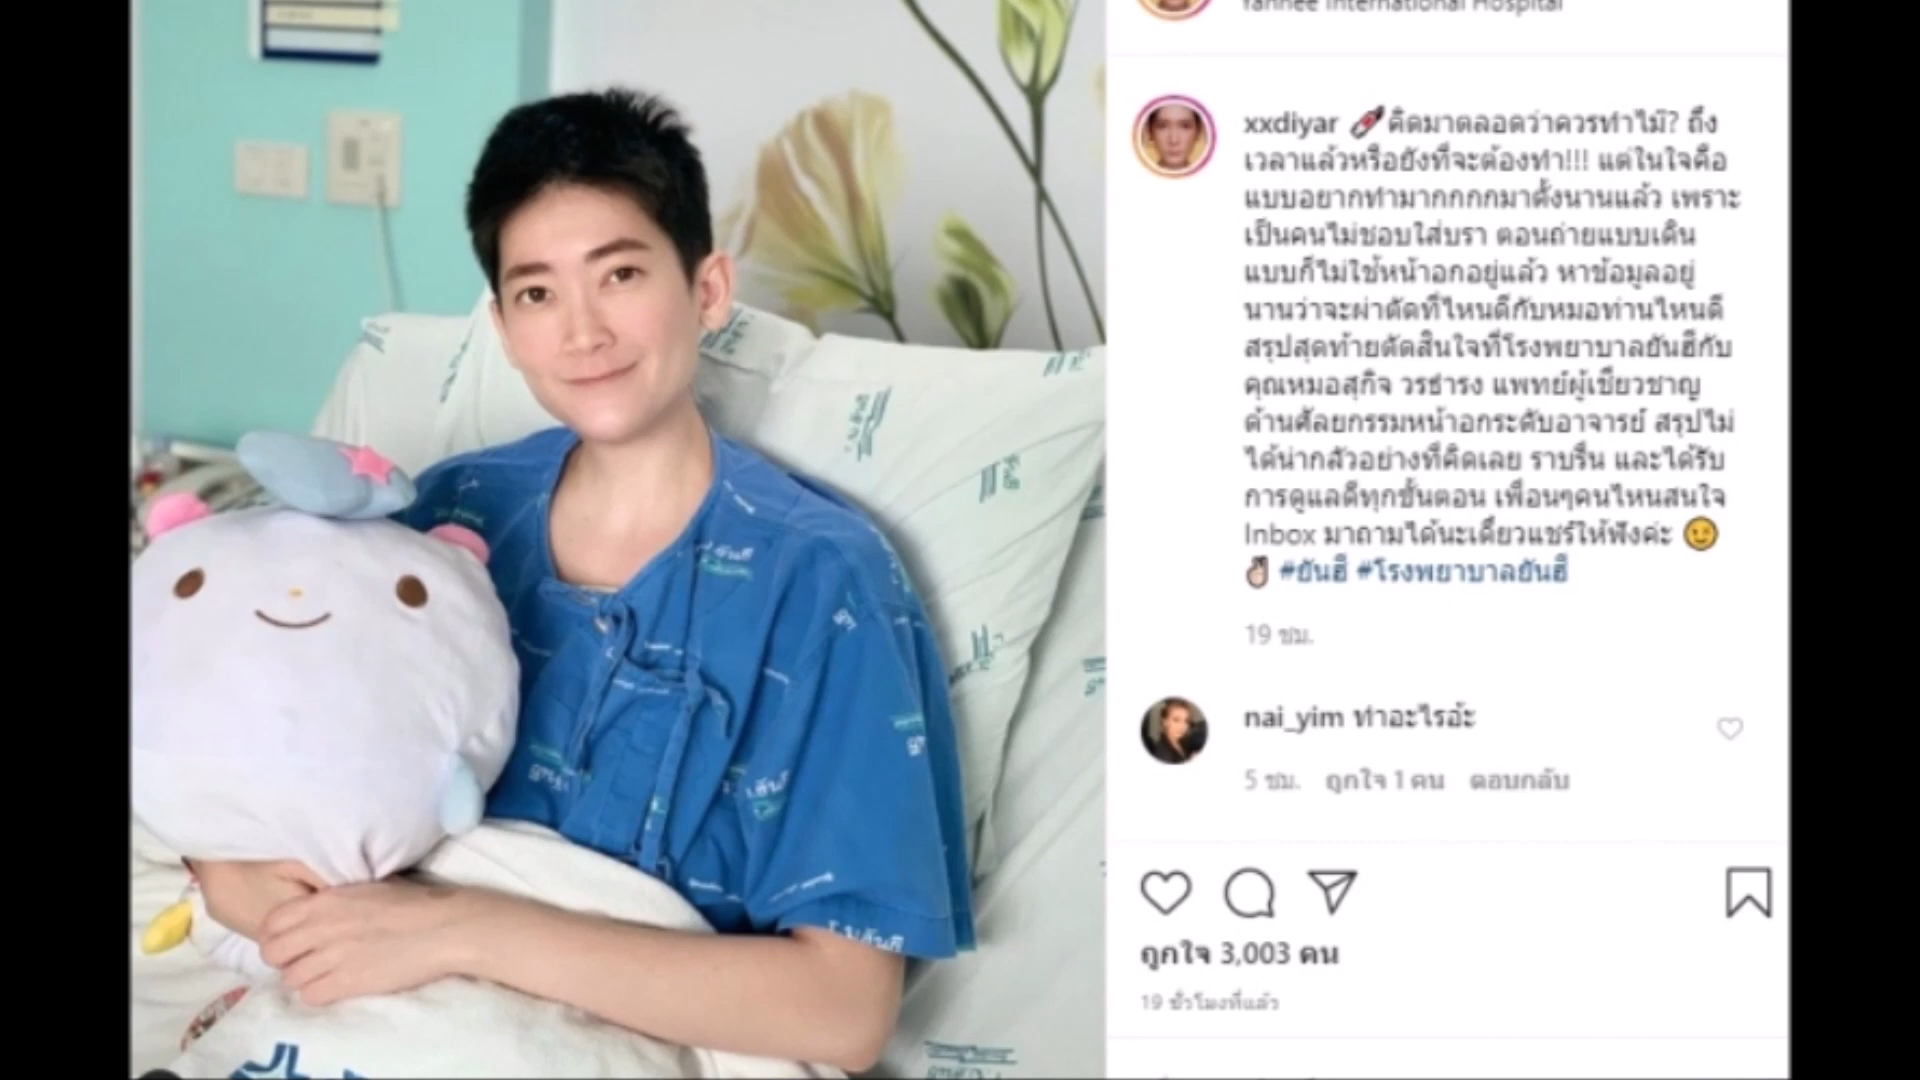 Yanhee International Hospital
xxdiyar 💉คิดมาตลอดว่าควรทำไม๊? ถึง
เวลาแล้วหรือยังที่จะต้องทำ!!! แต่ในใจคือ
แบบอยากทำมากกกกมาตั้งนานแล้ว เพราะ
เป็นคนไม่ชอบใส่บรา ตอนถ่ายแบบเดิน
แบบก็ไม่ใช้หน้าอกอยู่แล้ว หาข้อมูลอยู่
นานว่าจะผ่าตัดที่ไหนดีกับหมอท่านไหนดี
สรุปสุดท้ายตัดสินใจที่โรงพยาบาลยันฮีกับ
คุณหมอสุกิจ วรธำรง แพทย์ผู้เชี่ยวชาญ
ด้านศัลยกรรมหน้าอกระดับอาจารย์ สรุปไม่
ได้น่ากลัวอย่างที่คิดเลย ราบรื่น และได้รับ
การดูแลดีทุกขั้นตอน เพื่อนๆคนไหนสนใจ
Inbox มาถามได้นะเดี๋ยวแชร์ให้ฟังค่ะ 😉
✌🏻 #ยันฮี #โรงพยาบาลยันฮี
19 ชม.
nai_yim ทำอะไรอ้ะ
5 ชม. ถูกใจ 1 คน ตอบกลับ
ถูกใจ 3,003 คน
19 ชั่วโมงที่แล้ว